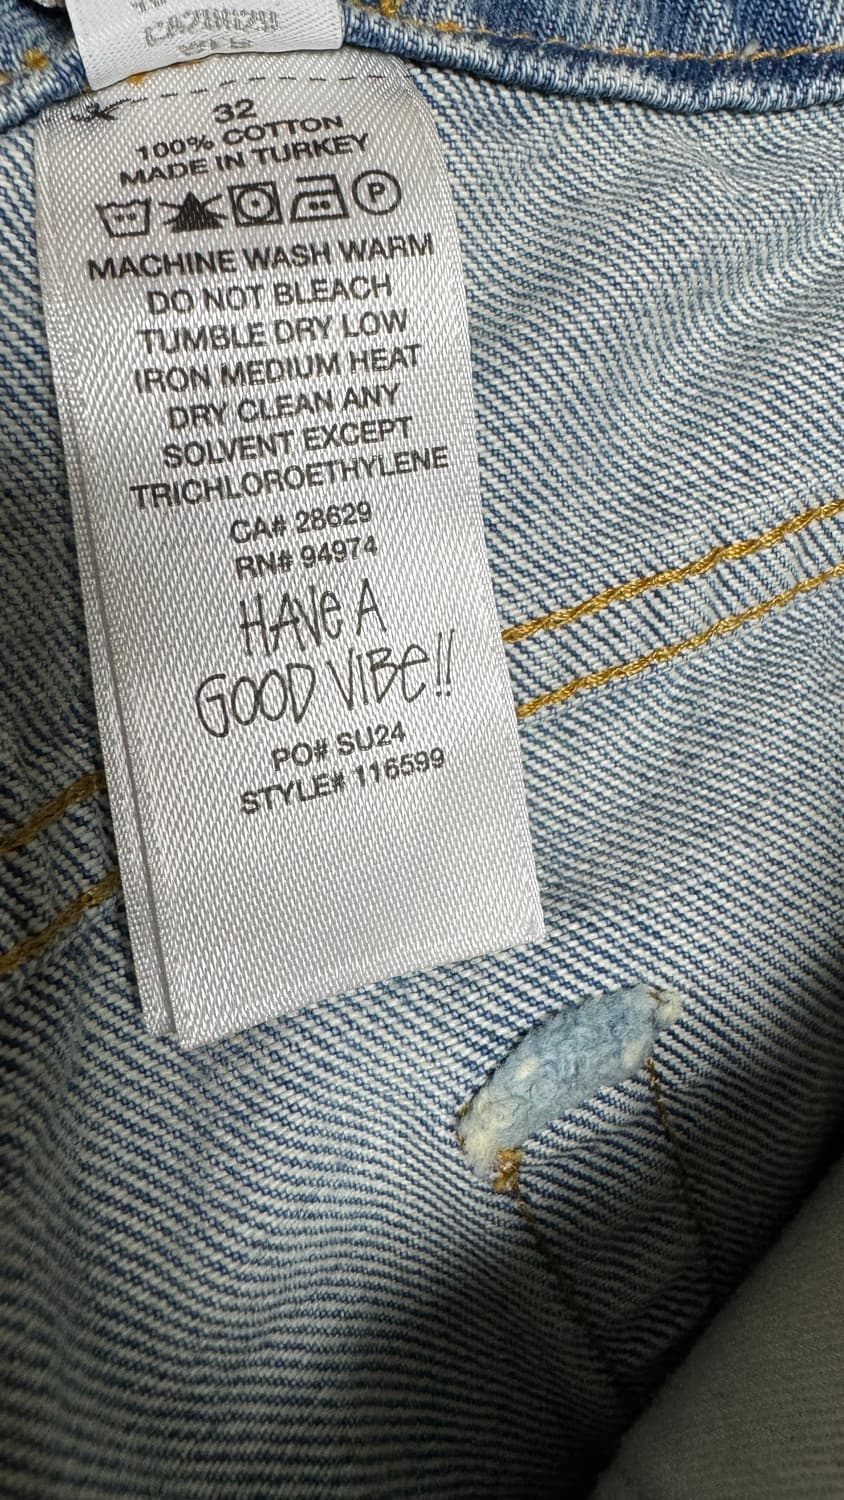 32
100% COTTON
MADE IN TURKEY
P
MACHINE WASH WARM
DO NOT BLEACH
TUMBLE DRY LOW
IRON MEDIUM HEAT
DRY CLEAN ANY
SOLVENT EXCEPT
TRICHLOROETHYLENE
CA# 28629
RN# 94974
HAVE A
GOOD VIBE!!
PO# SU24
STYLE# 116599